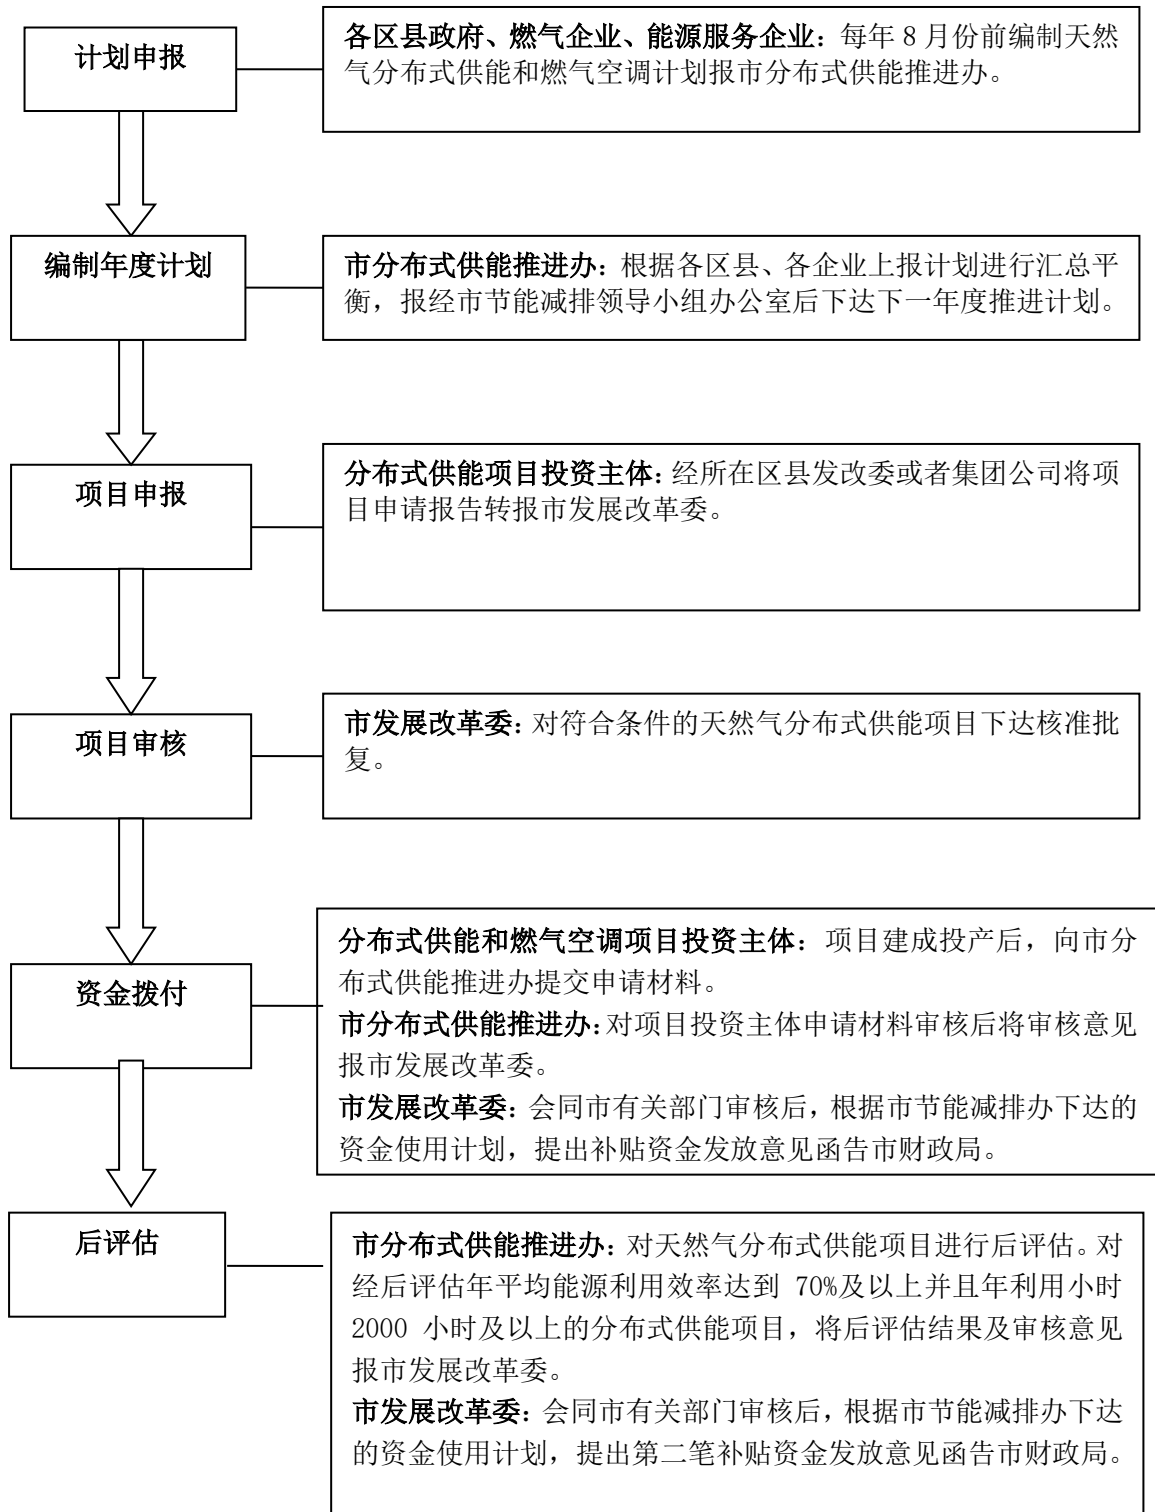 计划申报
各区县政府、燃气企业、能源服务企业：每年 8 月份前编制天然
气分布式供能和燃气空调计划报市分布式供能推进办。
编制年度计划
市分布式供能推进办：根据各区县、各企业上报计划进行汇总平
衡，报经市节能减排领导小组办公室后下达下一年度推进计划。
项目申报
分布式供能项目投资主体：经所在区县发改委或者集团公司将项
目申请报告转报市发展改革委。
项目审核
市发展改革委：对符合条件的天然气分布式供能项目下达核准批
复。
资金拨付
分布式供能和燃气空调项目投资主体：项目建成投产后，向市分
布式供能推进办提交申请材料。
市分布式供能推进办：对项目投资主体申请材料审核后将审核意见
报市发展改革委。
市发展改革委：会同市有关部门审核后，根据市节能减排办下达的
资金使用计划，提出补贴资金发放意见函告市财政局。
后评估
市分布式供能推进办：对天然气分布式供能项目进行后评估。对
经后评估年平均能源利用效率达到 70%及以上并且年利用小时
2000 小时及以上的分布式供能项目，将后评估结果及审核意见
报市发展改革委。
市发展改革委：会同市有关部门审核后，根据市节能减排办下达
的资金使用计划，提出第二笔补贴资金发放意见函告市财政局。